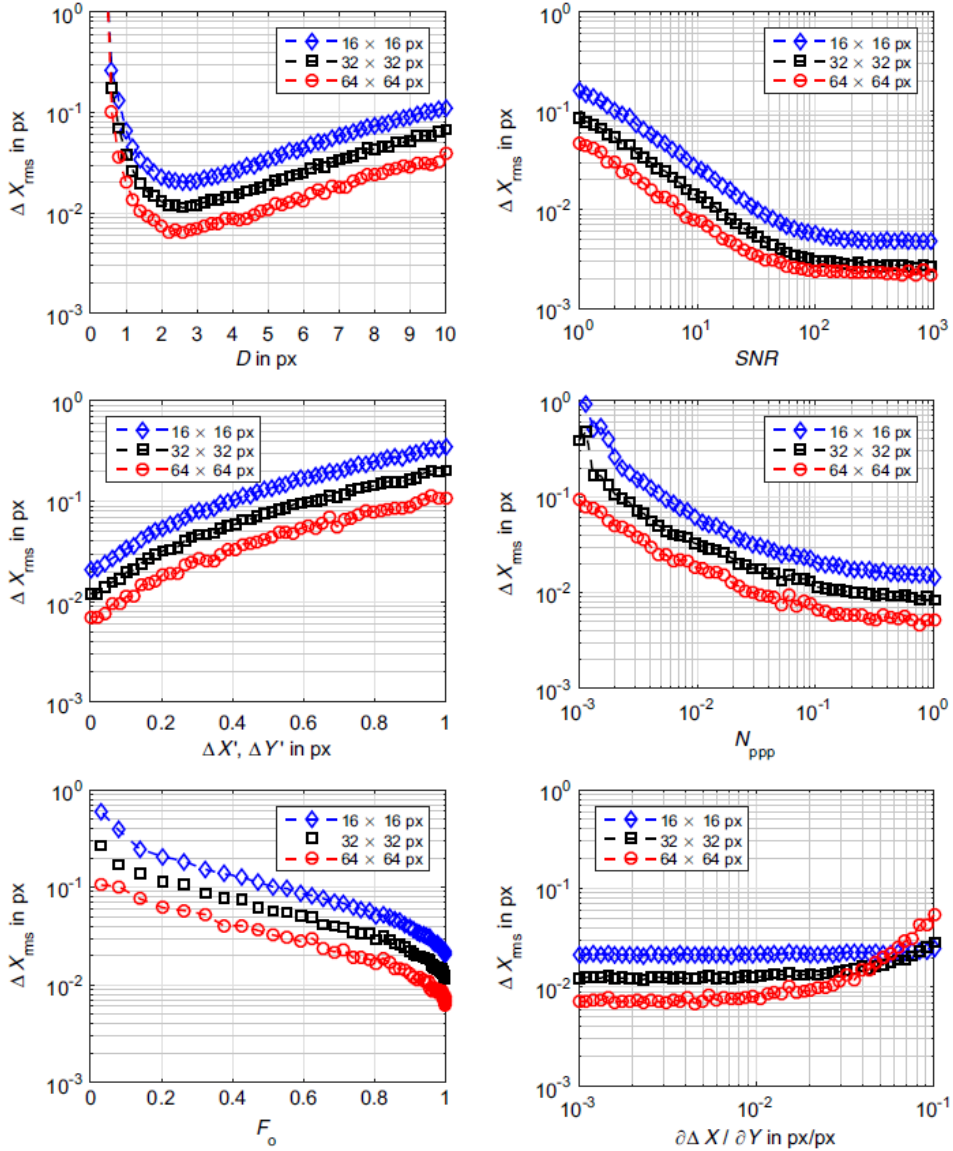 10^0
10^-1
10^-2
10^-3
Δ X_rms in px
16 × 16 px
32 × 32 px
64 × 64 px
0 1 2 3 4 5 6 7 8 9 10
D in px
10^0
10^-1
10^-2
10^-3
Δ X_rms in px
16 × 16 px
32 × 32 px
64 × 64 px
10^0 10^1 10^2 10^3
SNR
10^0
10^-1
10^-2
10^-3
Δ X_rms in px
16 × 16 px
32 × 32 px
64 × 64 px
0 0.2 0.4 0.6 0.8 1
Δ X', Δ Y' in px
10^0
10^-1
10^-2
10^-3
Δ X_rms in px
16 × 16 px
32 × 32 px
64 × 64 px
10^-3 10^-2 10^-1 10^0
N_ppp
10^0
10^-1
10^-2
10^-3
Δ X_rms in px
16 × 16 px
32 × 32 px
64 × 64 px
0 0.2 0.4 0.6 0.8 1
F_o
10^0
10^-1
10^-2
10^-3
Δ X_rms in px
16 × 16 px
32 × 32 px
64 × 64 px
10^-3 10^-2 10^-1
∂Δ X / ∂Y in px/px